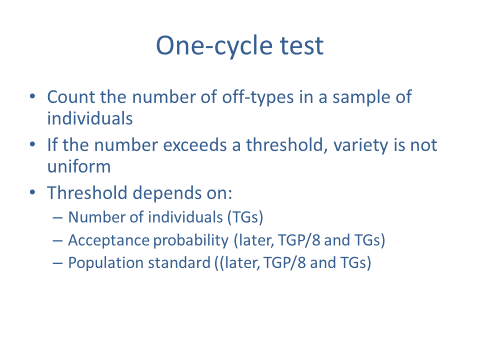 One-cycle test
• Count the number of off-types in a sample of
individuals
• If the number exceeds a threshold, variety is not
uniform
• Threshold depends on:
– Number of individuals (TGs)
– Acceptance probability (later, TGP/8 and TGs)
– Population standard ((later, TGP/8 and TGs)